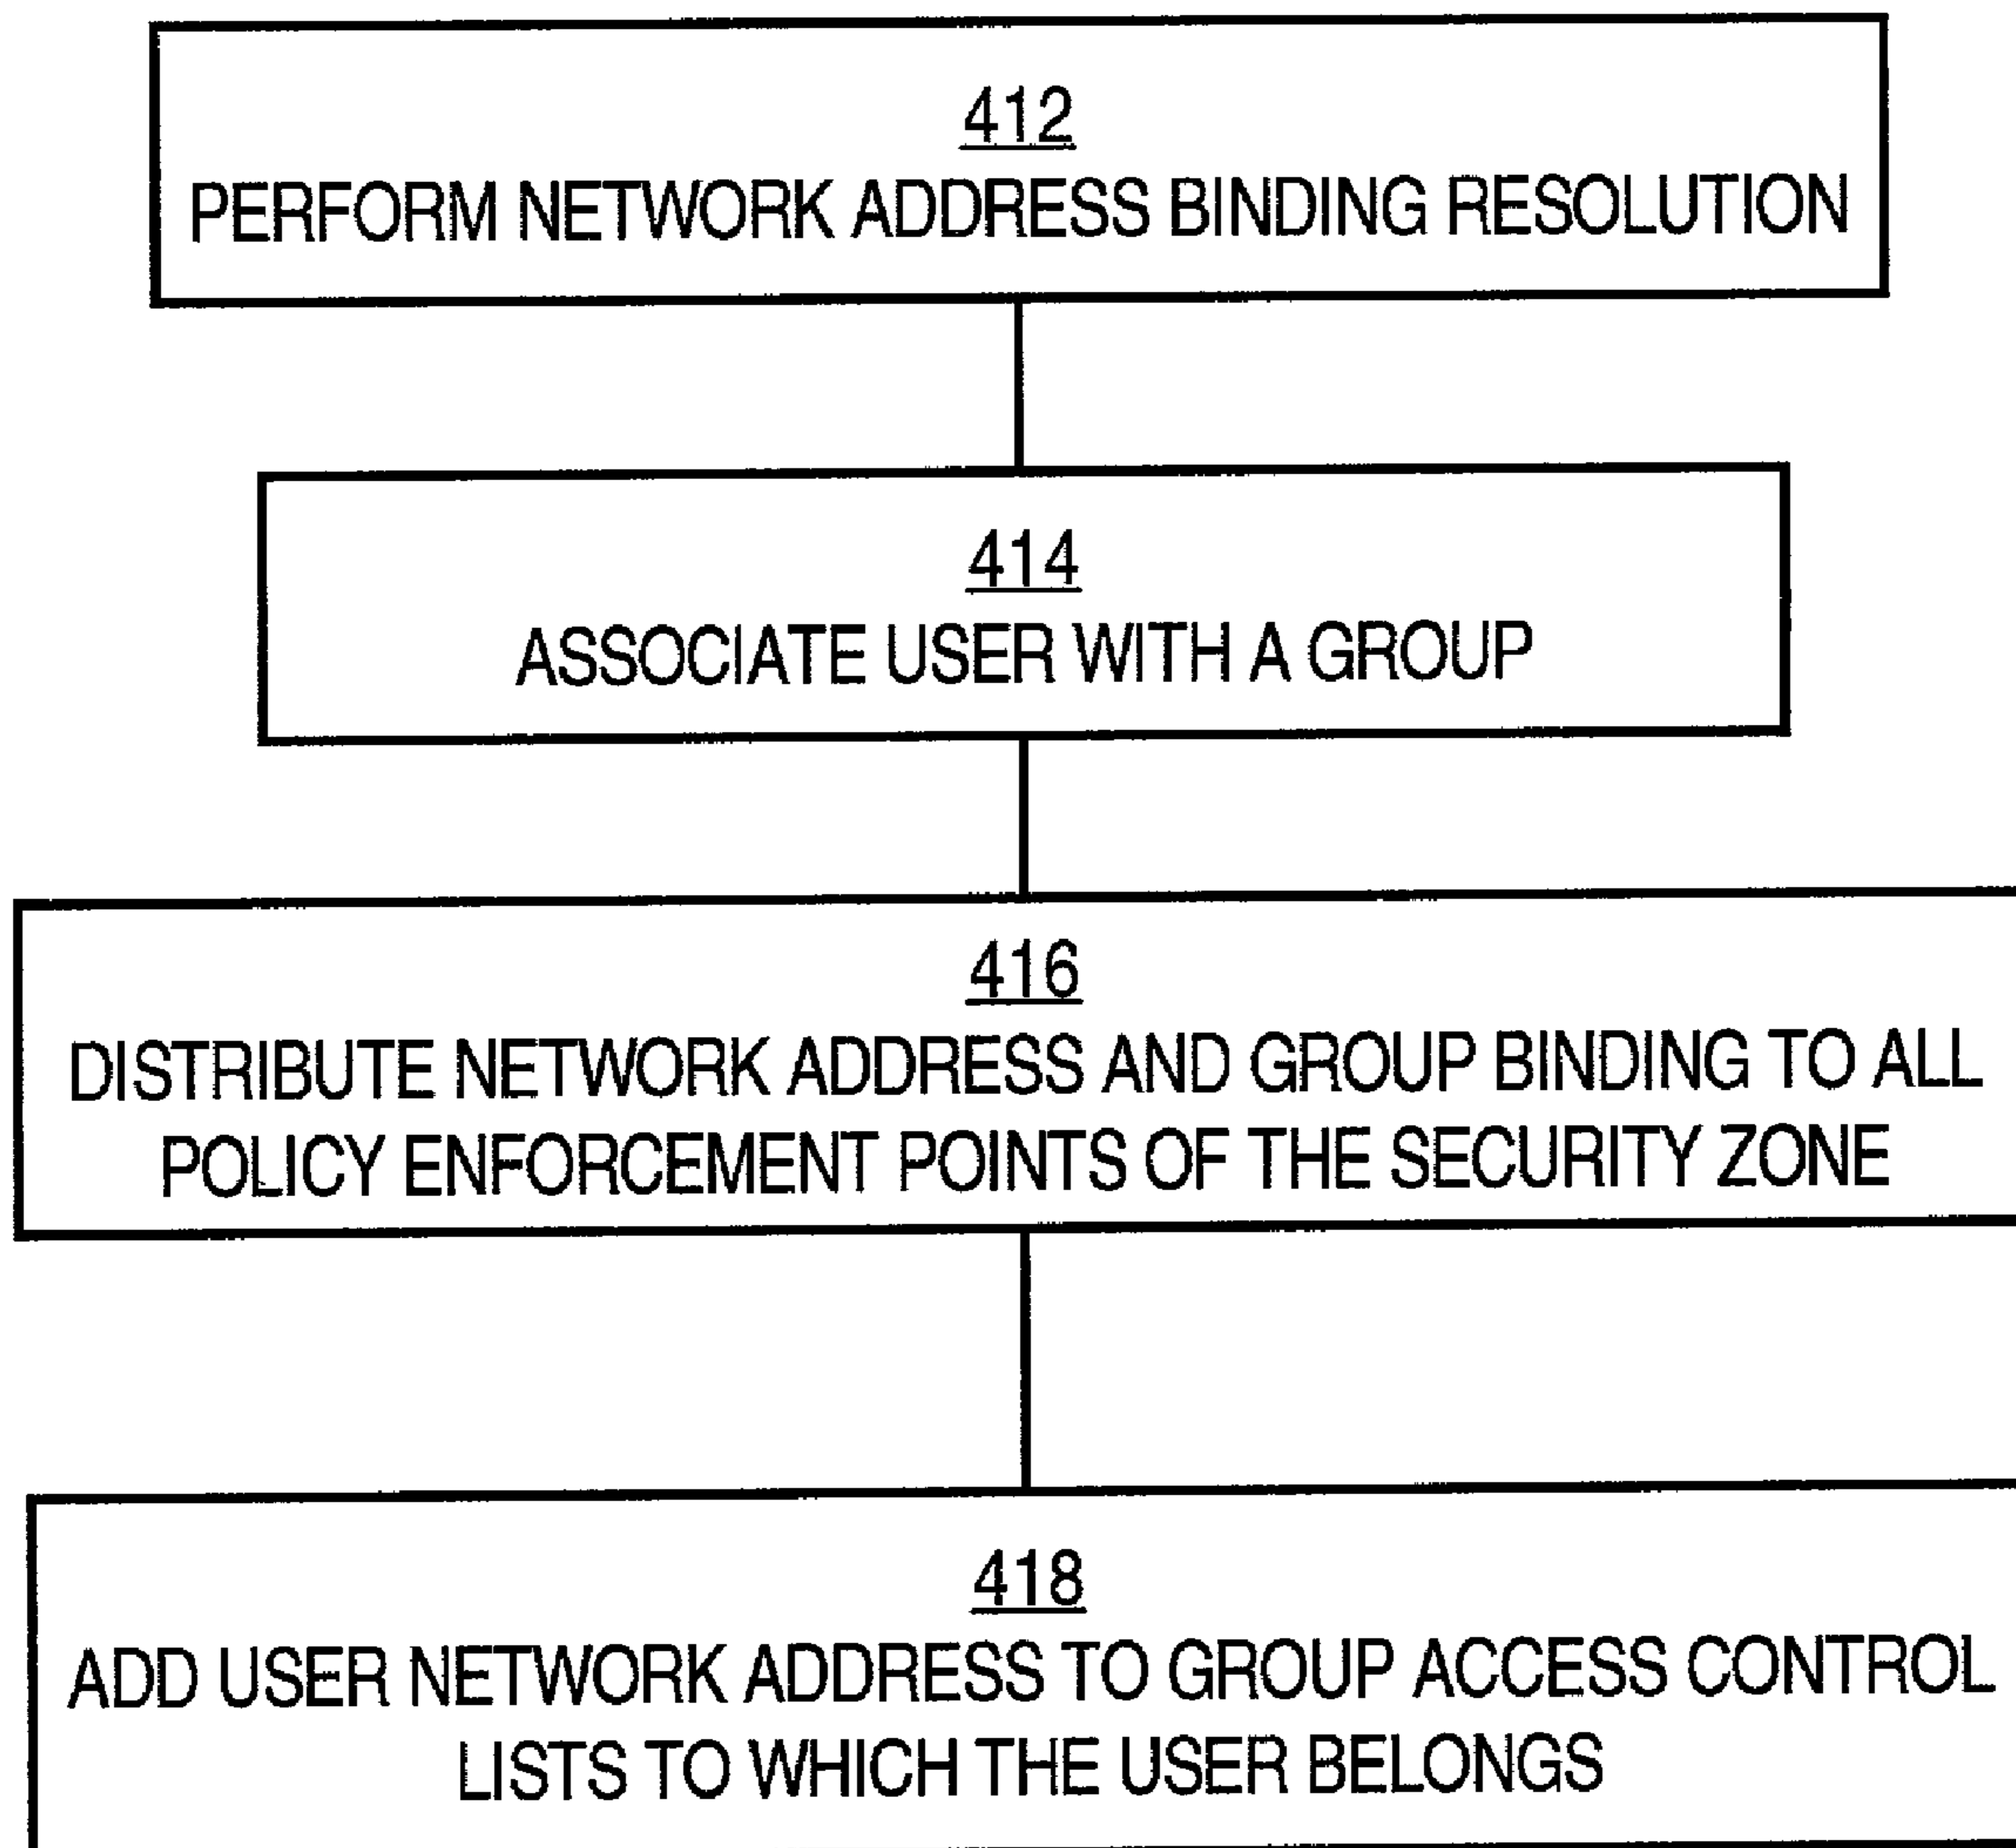 412
PERFORM NETWORK ADDRESS BINDING RESOLUTION
414
ASSOCIATE USER WITH A GROUP
416
DISTRIBUTE NETWORK ADDRESS AND GROUP BINDING TO ALL
POLICY ENFORCEMENT POINTS OF THE SECURITY ZONE
418
ADD USER NETWORK ADDRESS TO GROUP ACCESS CONTROL
LISTS TO WHICH THE USER BELONGS